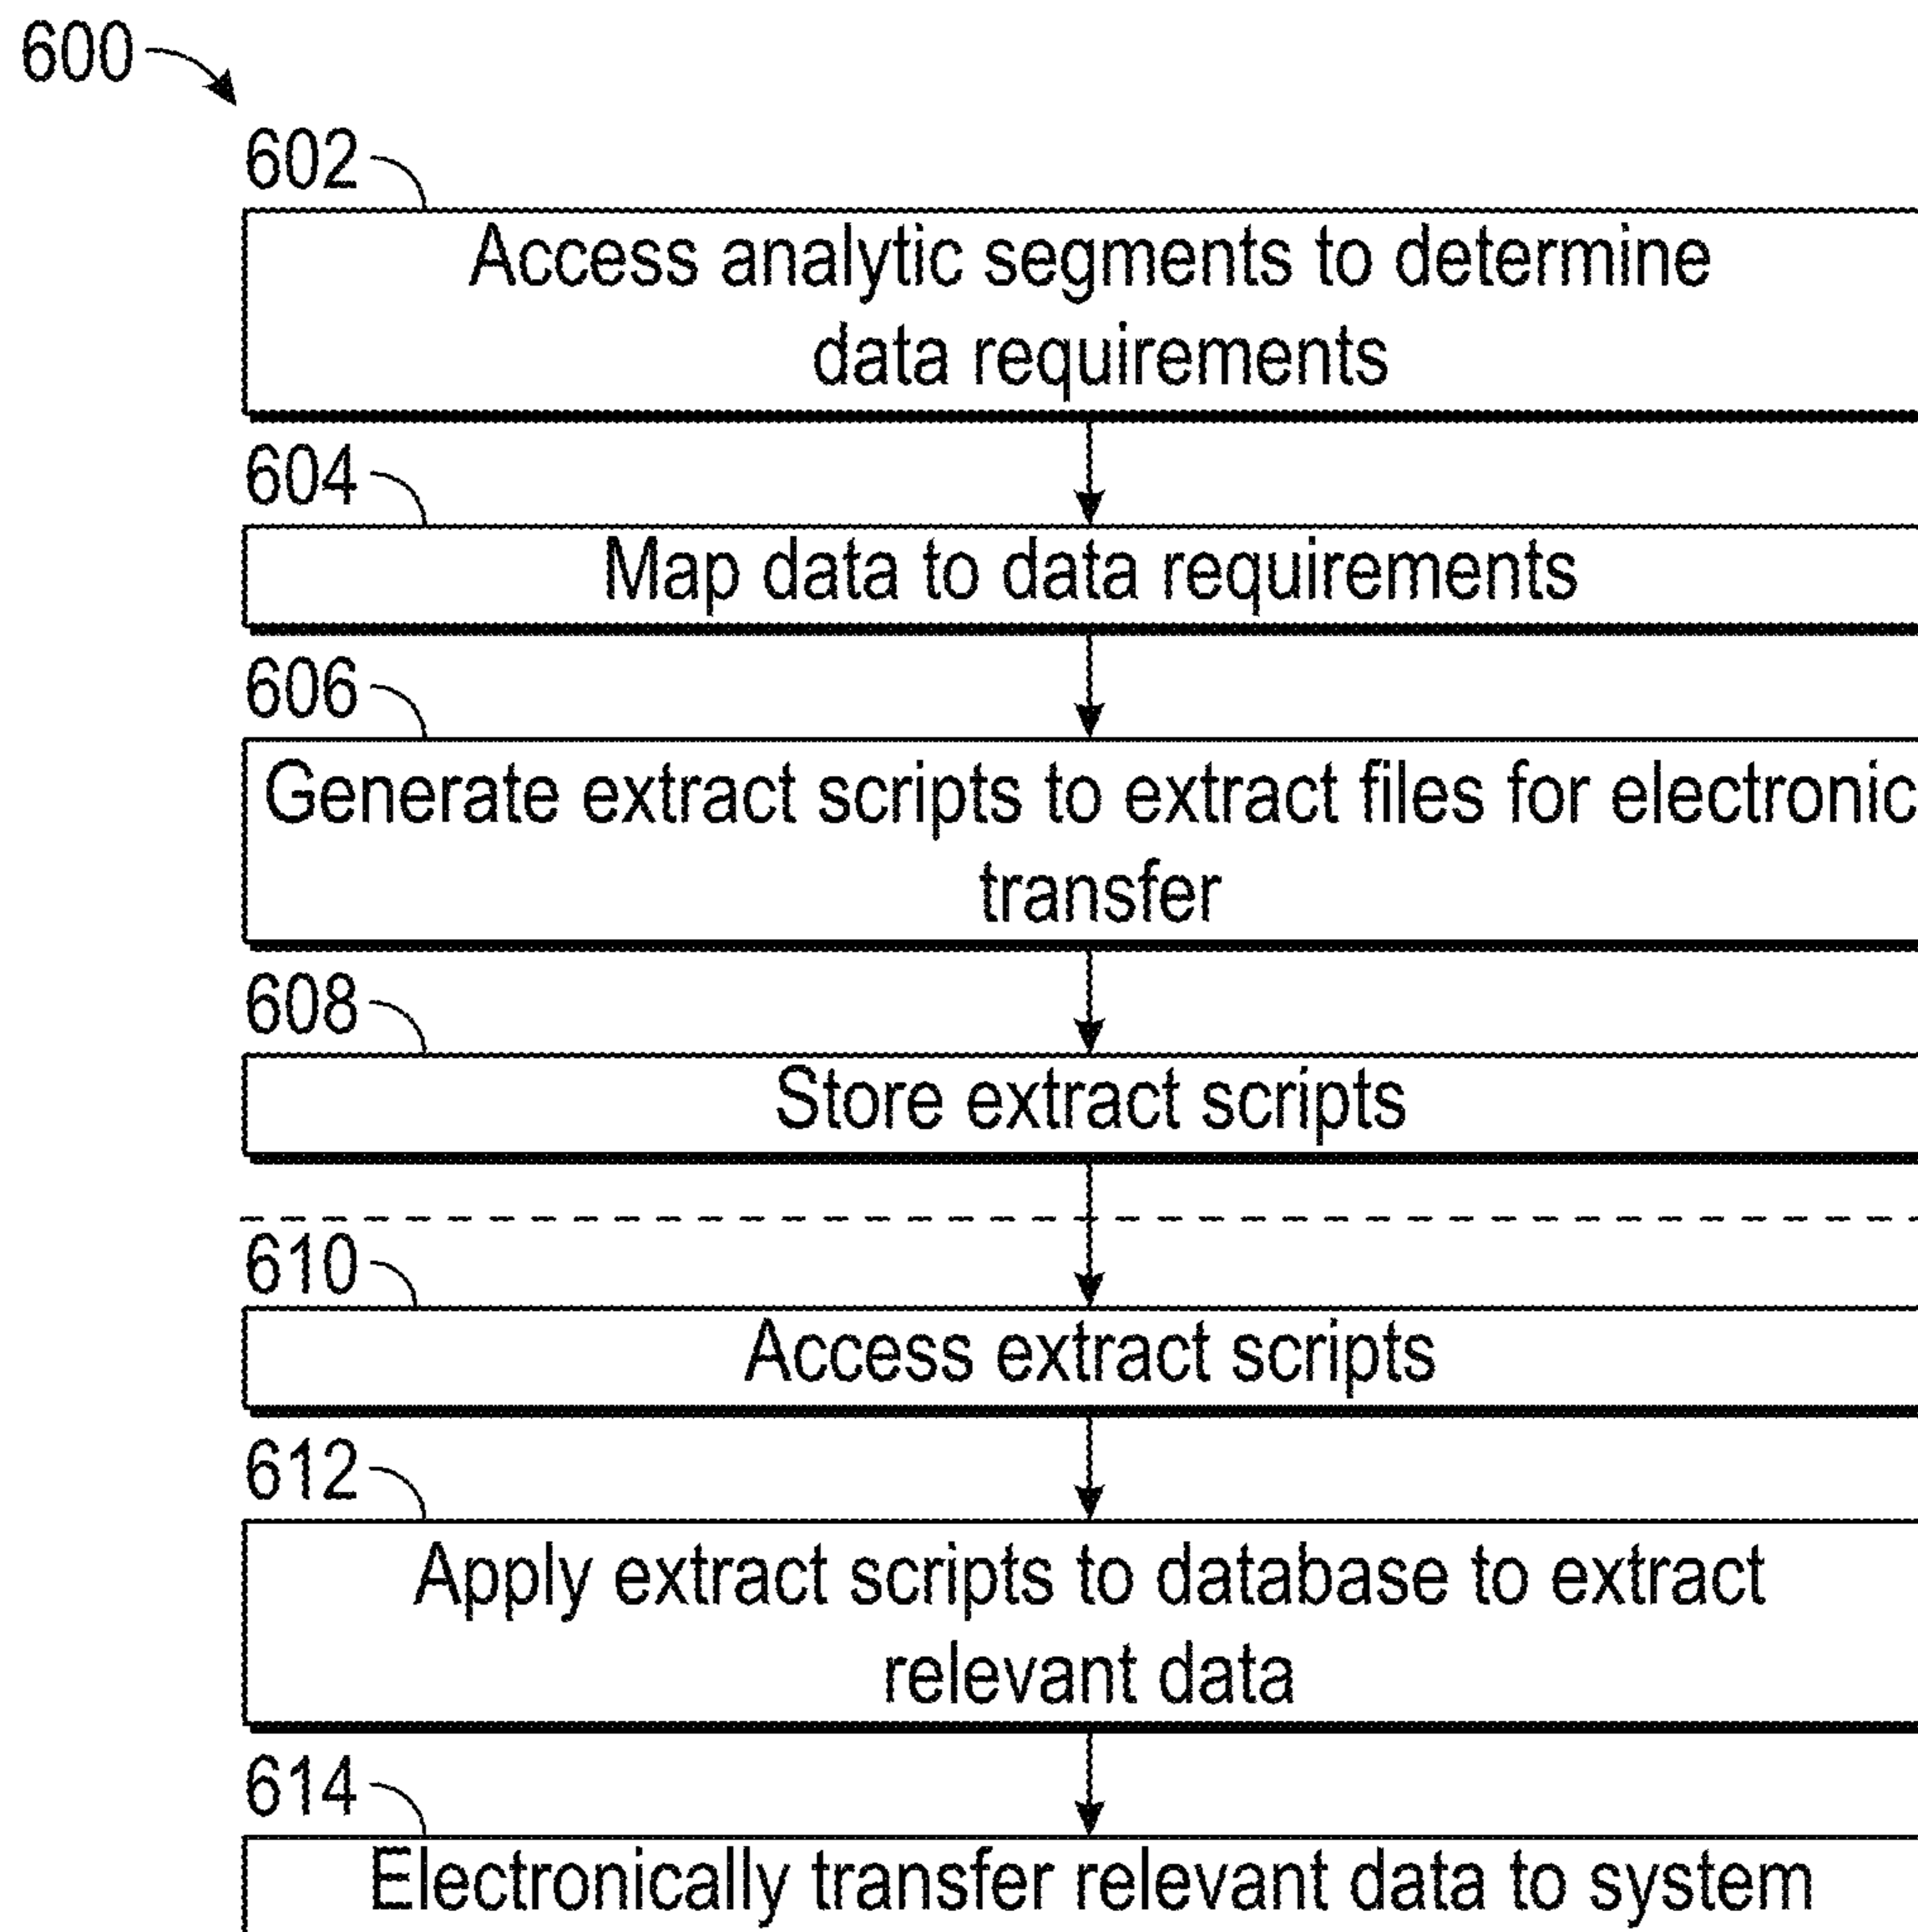 600
602
Access analytic segments to determine
data requirements
604
Map data to data requirements
606
Generate extract scripts to extract files for electronic
transfer
608
Store extract scripts
610
Access extract scripts
612
Apply extract scripts to database to extract
relevant data
614
Electronically transfer relevant data to system